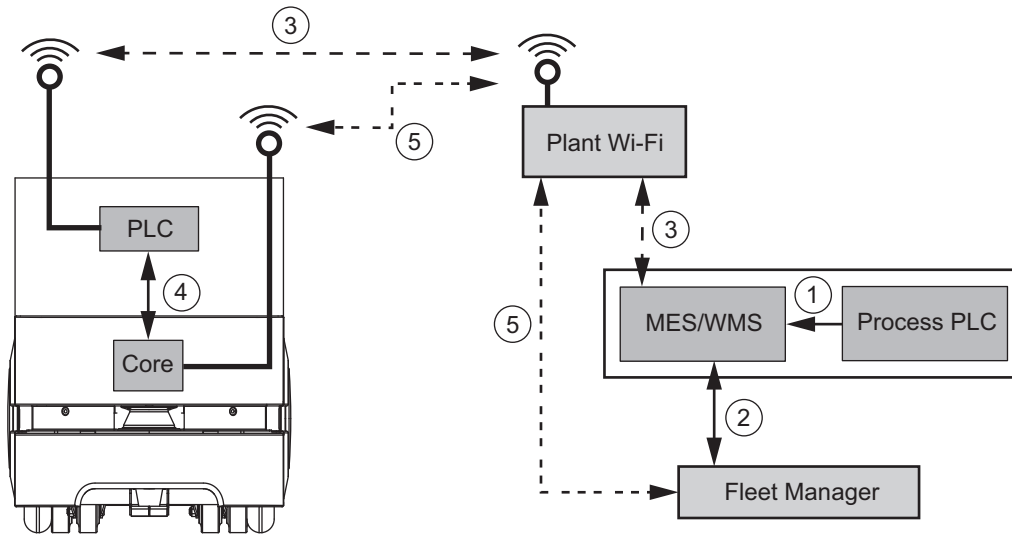 ③
⑤
Plant Wi-Fi
PLC
③
④
①
MES/WMS
Process PLC
⑤
Core
②
Fleet Manager